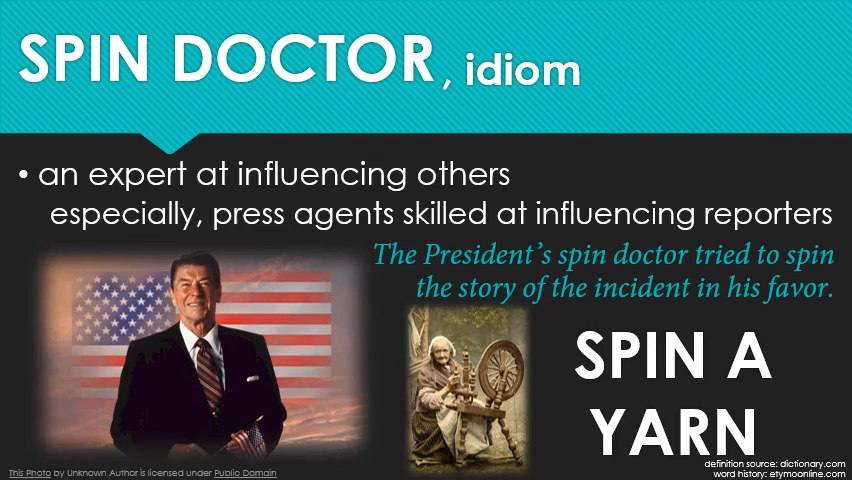 SPIN DOCTOR, idiom
• an expert at influencing others
especially, press agents skilled at influencing reporters
The President's spin doctor tried to spin
the story of the incident in his favor.
SPIN A
YARN
This Photo by Unknown Author is licensed under Public Domain
definition source: dictionary.com
word history: etymoonline.com